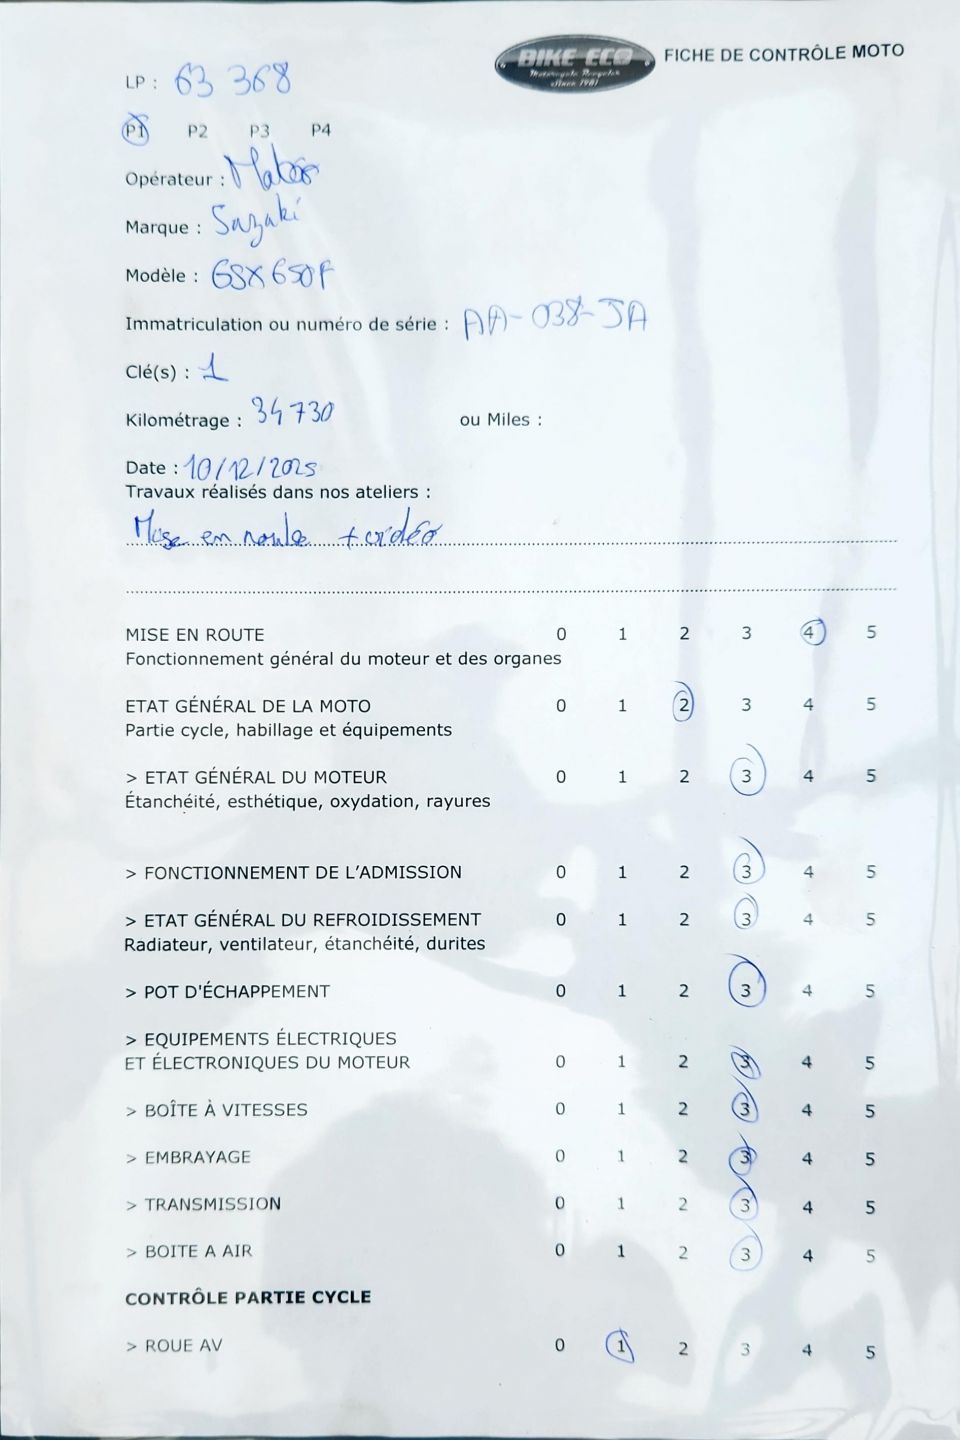 BIKE ECO
Motorcycle Recycler
since 1981
FICHE DE CONTRÔLE MOTO
LP : 63 368
P1 P2 P3 P4
Opérateur :
Marque : Suzuki
Modèle : GSX650F
Immatriculation ou numéro de série : AA-038-JA
Clé(s) : 1
Kilométrage : 34730 ou Miles :
Date : 10/12/2025
Travaux réalisés dans nos ateliers :
Mise en route + vidéo
MISE EN ROUTE 0 1 2 3 4 5
Fonctionnement général du moteur et des organes
ETAT GÉNÉRAL DE LA MOTO 0 1 2 3 4 5
Partie cycle, habillage et équipements
> ETAT GÉNÉRAL DU MOTEUR 0 1 2 3 4 5
Étanchéité, esthétique, oxydation, rayures
> FONCTIONNEMENT DE L'ADMISSION 0 1 2 3 4 5
> ETAT GÉNÉRAL DU REFROIDISSEMENT 0 1 2 3 4 5
Radiateur, ventilateur, étanchéité, durites
> POT D'ÉCHAPPEMENT 0 1 2 3 4 5
> EQUIPEMENTS ÉLECTRIQUES
ET ÉLECTRONIQUES DU MOTEUR 0 1 2 3 4 5
> BOÎTE À VITESSES 0 1 2 3 4 5
> EMBRAYAGE 0 1 2 3 4 5
> TRANSMISSION 0 1 2 3 4 5
> BOITE A AIR 0 1 2 3 4 5
CONTRÔLE PARTIE CYCLE
> ROUE AV 0 1 2 3 4 5